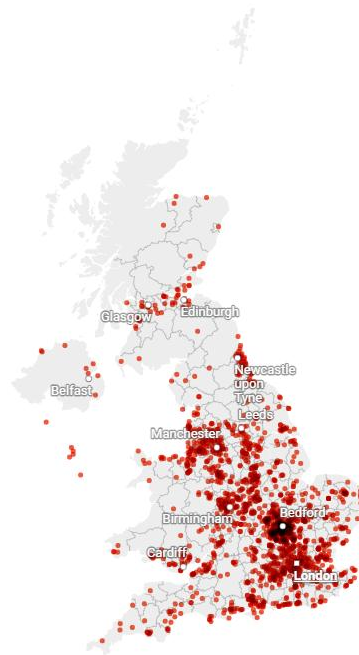 Glasgow
Edinburgh
Newcastle
upon
Tyne
Belfast
Leeds
Manchester
Birmingham
Bedford
Cardiff
London